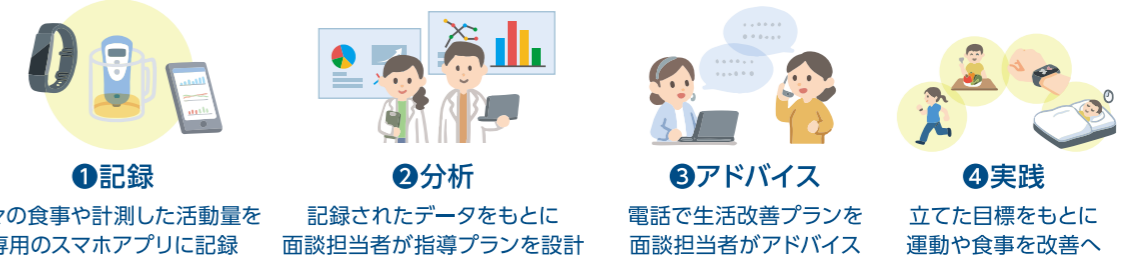 ❶記録
々の食事や計測した活動量を
専用のスマホアプリに記録
❷分析
記録されたデータをもとに
面談担当者が指導プランを設計
❸アドバイス
電話で生活改善プランを
面談担当者がアドバイス
❹実践
立てた目標をもとに
運動や食事を改善へ